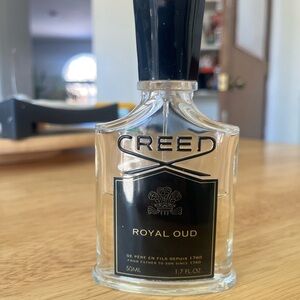 CREED
ROYAL OUD
DE PÈRE EN FILS DEPUIS 1760
FROM FATHER TO SON SINCE 1760
50ML 1.7 FL.OZ